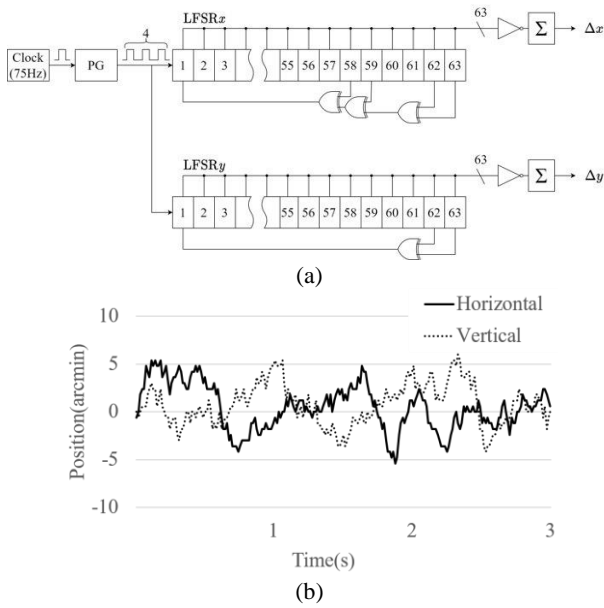 LFSRx
4
63
Clock
(75Hz)
PG
1 2 3 55 56 57 58 59 60 61 62 63
Σ
Δx
LFSRy
63
1 2 3 55 56 57 58 59 60 61 62 63
Σ
Δy
(a)
10
5
0
-5
-10
Position(arcmin)
Horizontal
Vertical
1 2 3
Time(s)
(b)